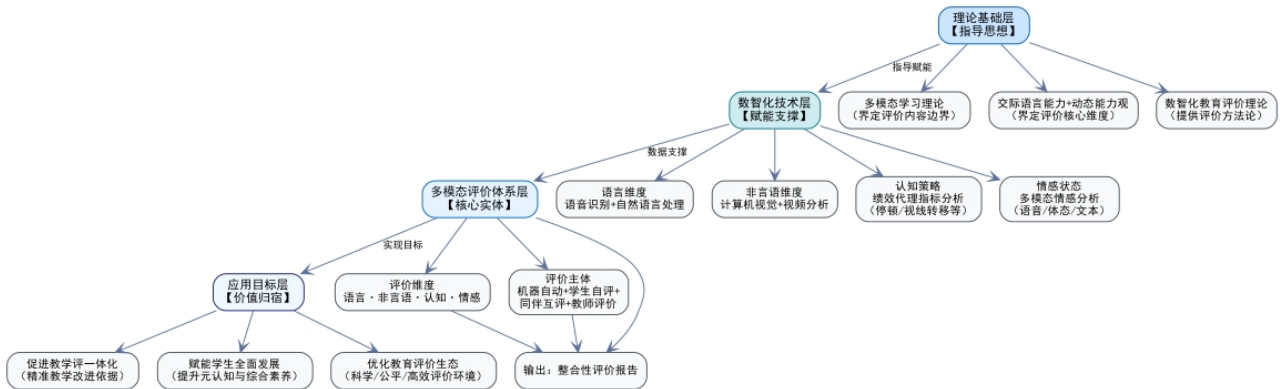 理论基础层
【指导思想】
指导赋能
数智化技术层
【赋能支撑】
多模态学习理论
（界定评价内容边界）
交际语言能力+动态能力观
（界定评价核心维度）
数智化教育评价理论
（提供评价方法论）
数据支撑
多模态评价体系层
【核心实体】
语言维度
语音识别+自然语言处理
非言语维度
计算机视觉+视频分析
认知策略
绩效代理指标分析
（停顿/视线转移等）
情感状态
多模态情感分析
（语音/体态/文本）
实现目标
应用目标层
【价值归宿】
评价维度
语言·非言语·认知·情感
评价主体
机器自动+学生自评+
同伴互评+教师评价
促进教学评一体化
（精准教学改进依据）
赋能学生全面发展
（提升元认知与综合素养）
优化教育评价生态
（科学/公平/高效评价环境）
输出：整合性评价报告